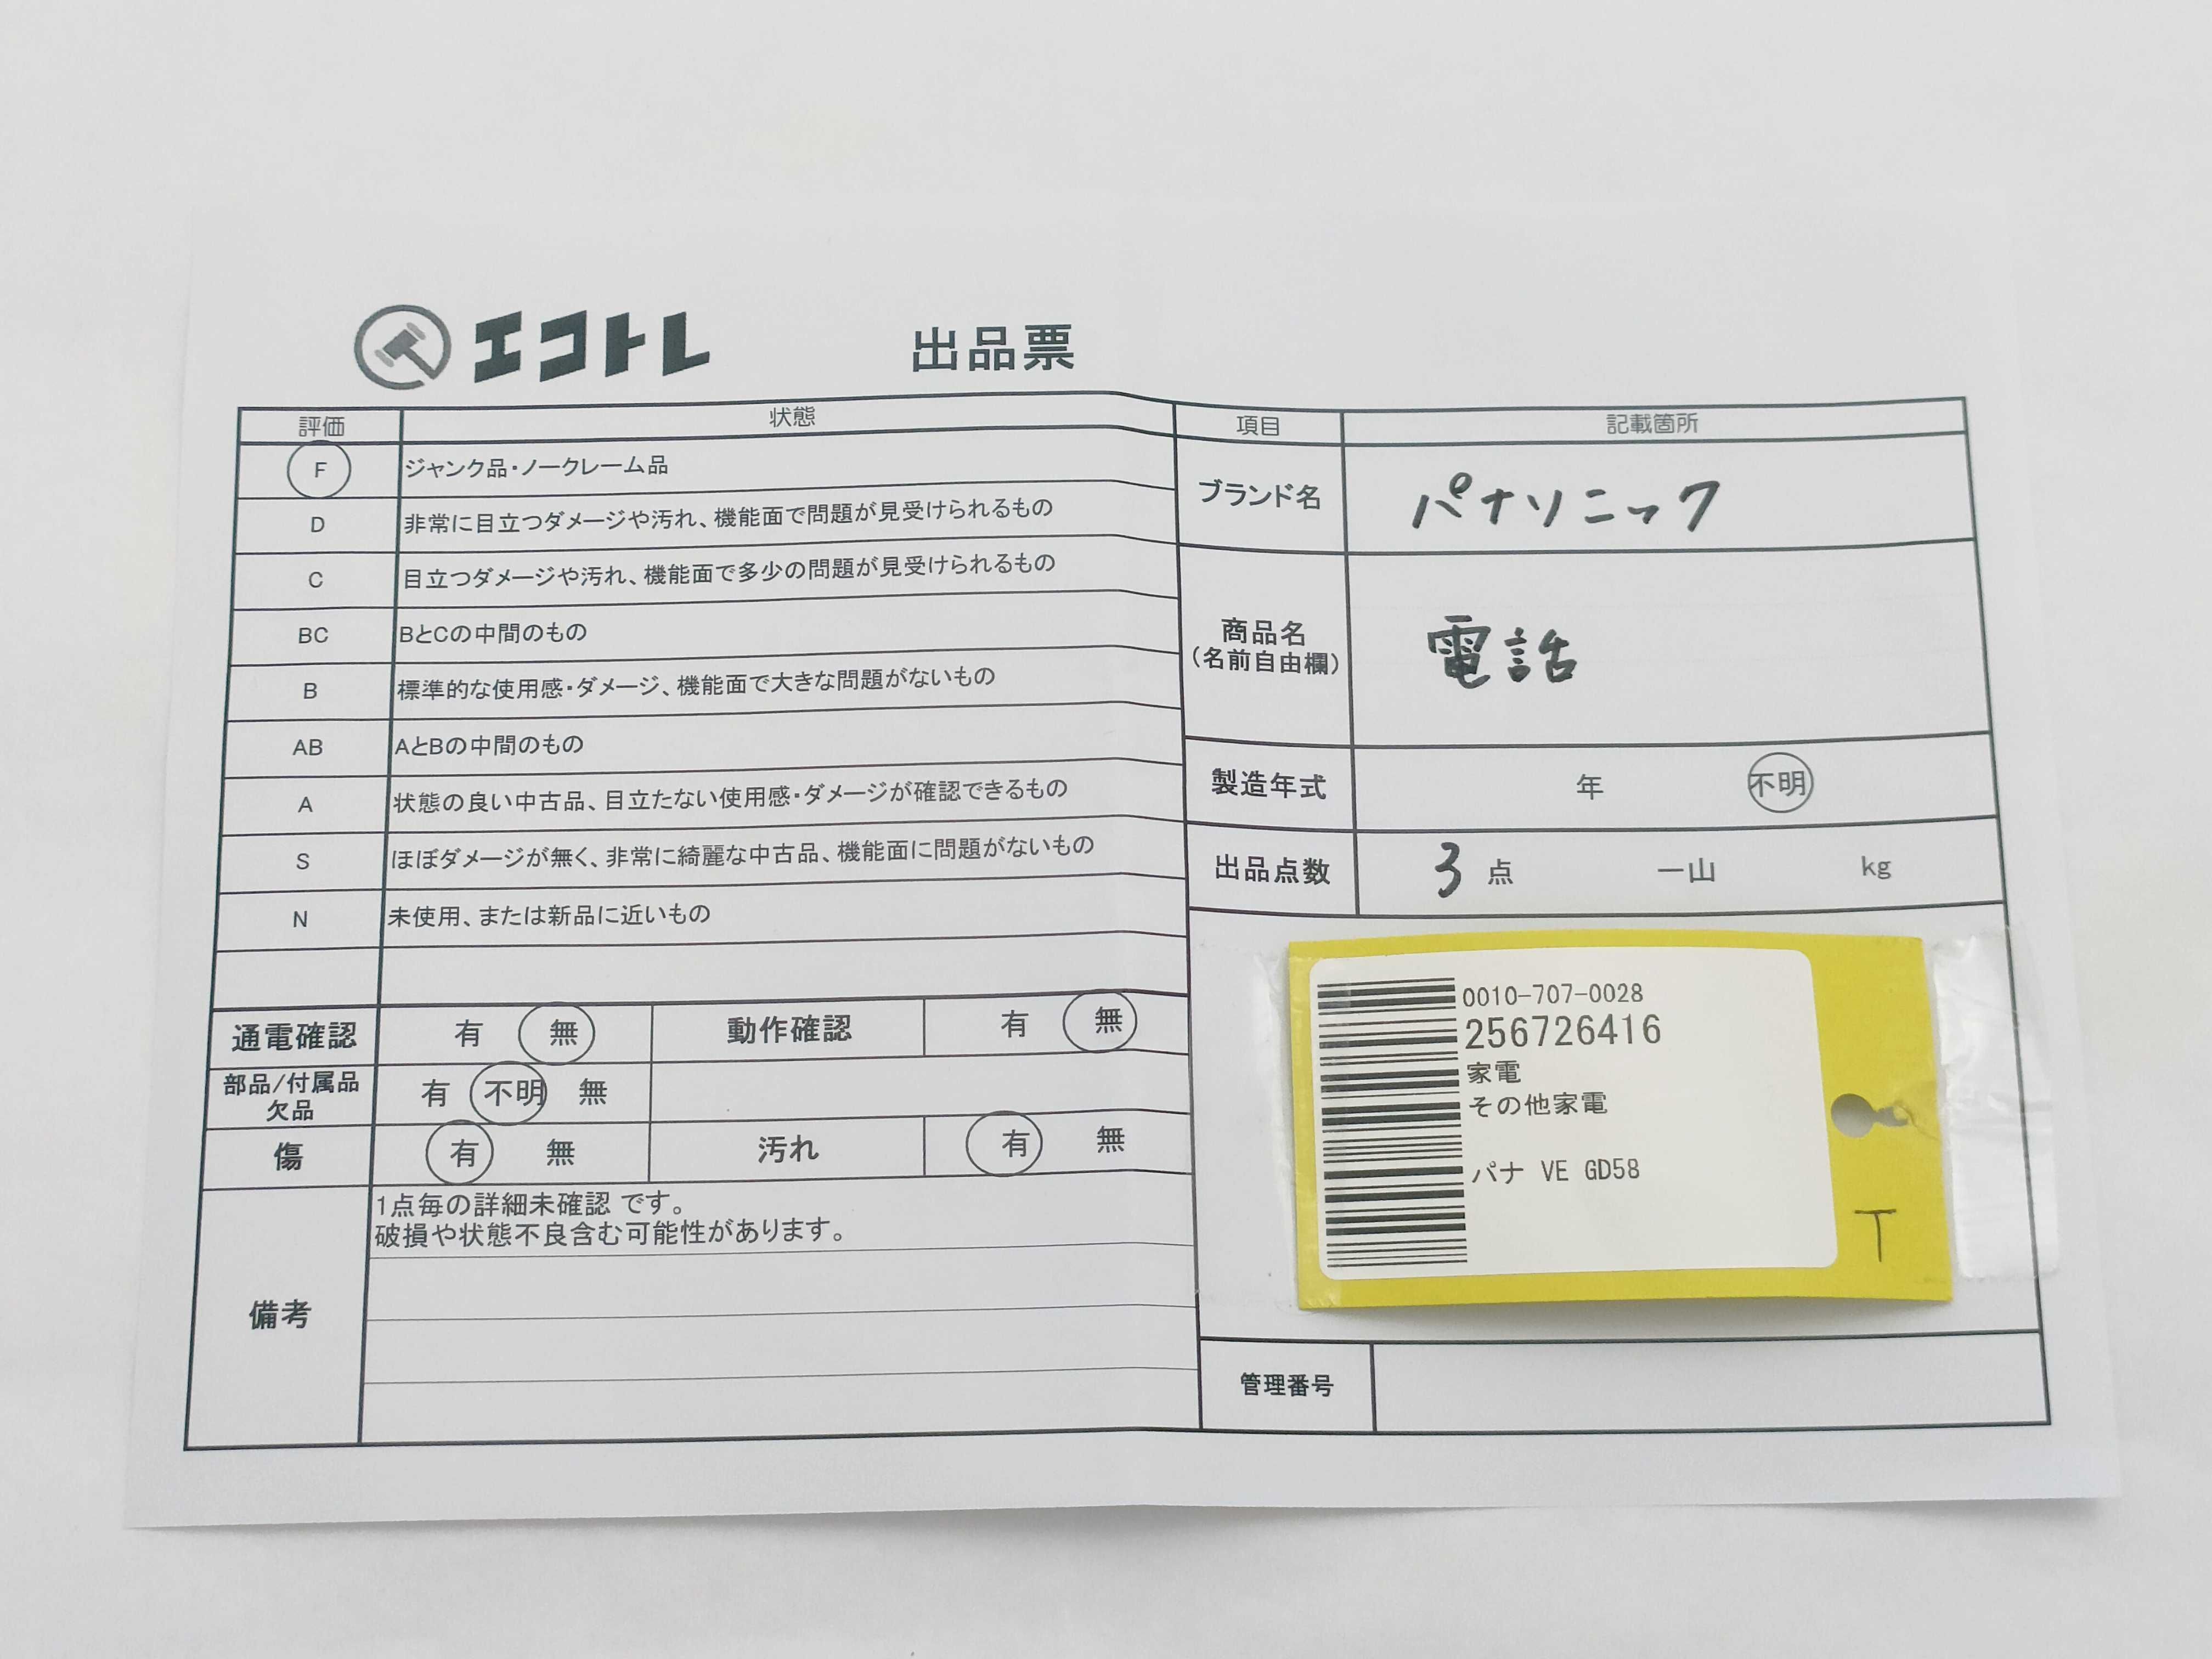 エコトレ 出品票
評価 状態
F ジャンク品・ノークレーム品
D 非常に目立つダメージや汚れ、機能面で問題が見受けられるもの
C 目立つダメージや汚れ、機能面で多少の問題が見受けられるもの
BC BとCの中間のもの
B 標準的な使用感・ダメージ、機能面で大きな問題がないもの
AB AとBの中間のもの
A 状態の良い中古品、目立たない使用感・ダメージが確認できるもの
S ほぼダメージが無く、非常に綺麗な中古品、機能面に問題がないもの
N 未使用、または新品に近いもの
通電確認 有 無 動作確認 有 無
部品/付属品
欠品 有 不明 無
傷 有 無 汚れ 有 無
備考
1点毎の詳細未確認 です。
破損や状態不良含む可能性があります。
項目 記載箇所
ブランド名 パナソニック
商品名
(名前自由欄) 電話
製造年式 年 不明
出品点数 3 点 一山 kg
0010-707-0028
256726416
家電
その他家電
パナ VE GD58
T
管理番号